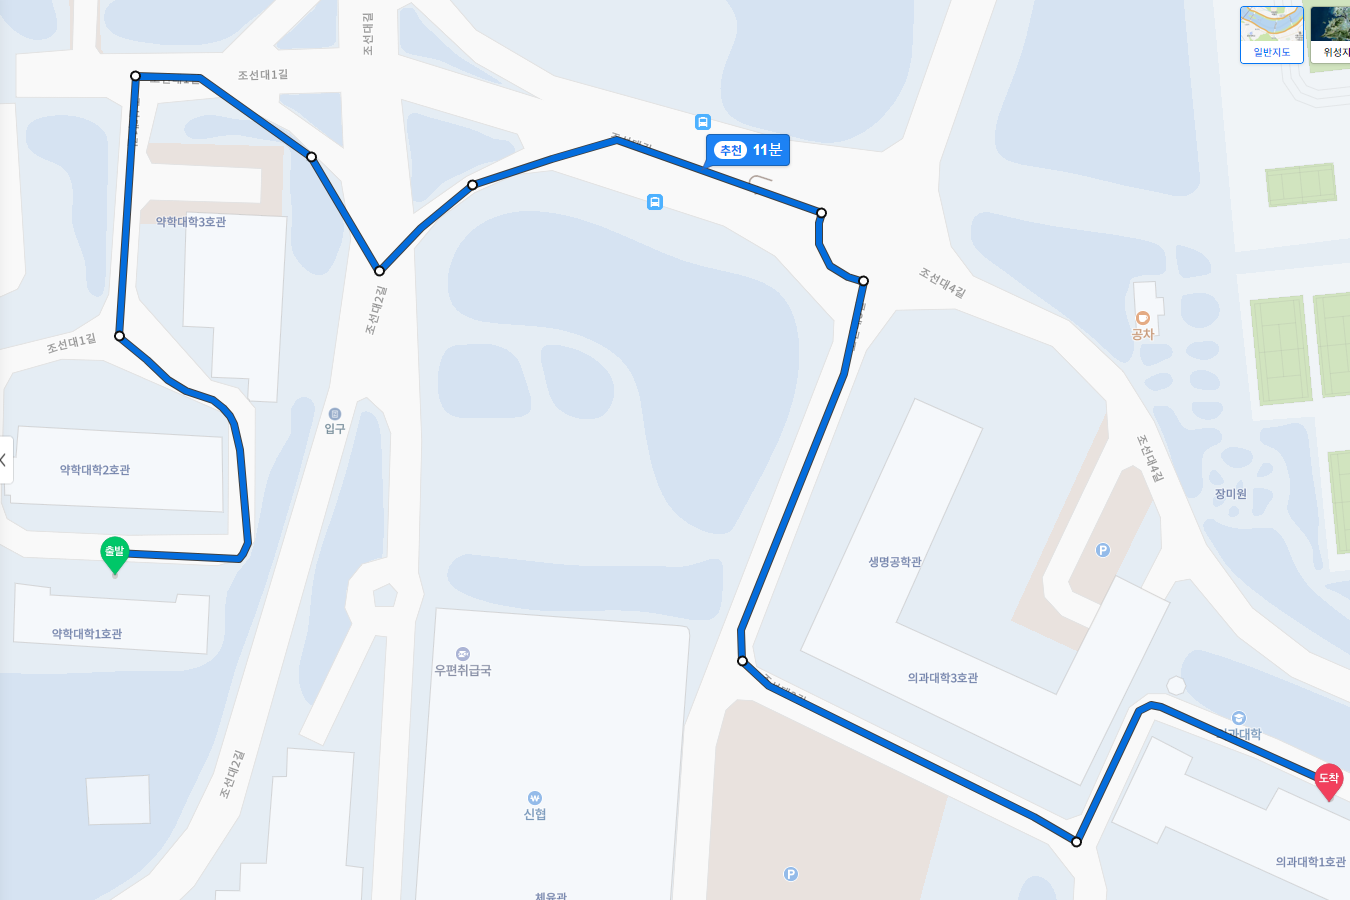 조선대길
일반지도
위성지
조선대1길
추천 11분
약학대학3호관
조선대4길
조선대2길
공차
조선대1길
입구
조선대4길
약학대학2호관
장미원
출발
생명공학관
약학대학1호관
우편취급국
의과대학3호관
의과대학
조선대2길
도착
신협
의과대학1호관
P
P
체육관